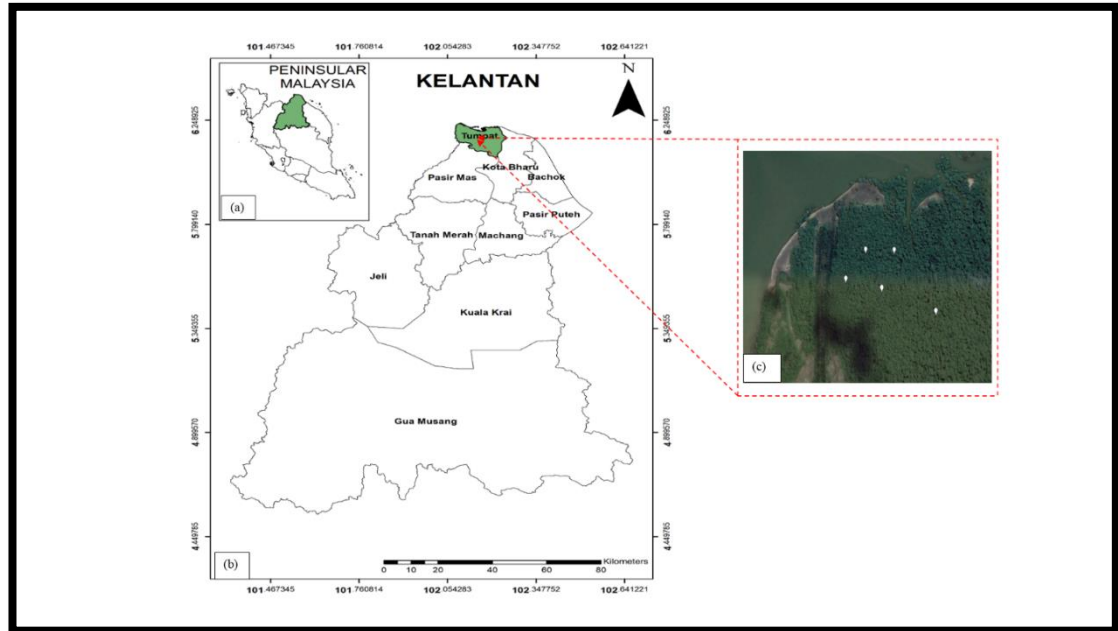 101.467345 101.760814 102.054283 102.347752 102.641221
PENINSULAR
MALAYSIA
(a)
KELANTAN
N
6.248925
5.799140
5.349355
4.899570
4.449785
6.248925
5.799140
5.349355
4.899570
4.449785
Tumpat
Kota Bharu
Pasir Mas
Bachok
Pasir Puteh
Tanah Merah
Machang
Jeli
Kuala Krai
Gua Musang
(b)
Kilometers
0 10 20 40 60 80
101.467345 101.760814 102.054283 102.347752 102.641221
(c)